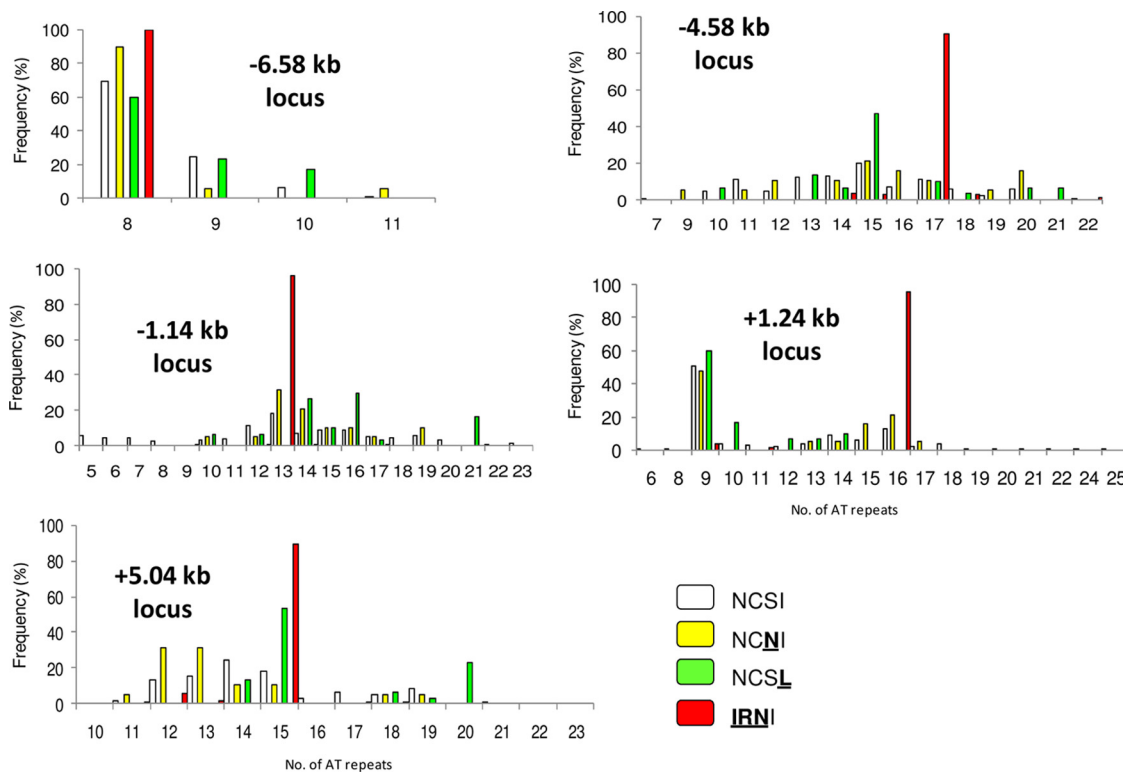 Frequency (%)
100
80
60
40
20
0
-6.58 kb
locus
8 9 10 11
Frequency (%)
100
80
60
40
20
0
-4.58 kb
locus
7 9 10 11 12 13 14 15 16 17 18 19 20 21 22
Frequency (%)
100
80
60
40
20
0
-1.14 kb
locus
5 6 7 8 9 10 11 12 13 14 15 16 17 18 19 20 21 22 23
Frequency (%)
100
80
60
40
20
0
+1.24 kb
locus
6 8 9 10 11 12 13 14 15 16 17 18 19 20 21 22 24 25
No. of AT repeats
Frequency (%)
100
80
60
40
20
0
+5.04 kb
locus
10 11 12 13 14 15 16 17 18 19 20 21 22 23
No. of AT repeats
NCSI
NCNI
NCSL
IRNI